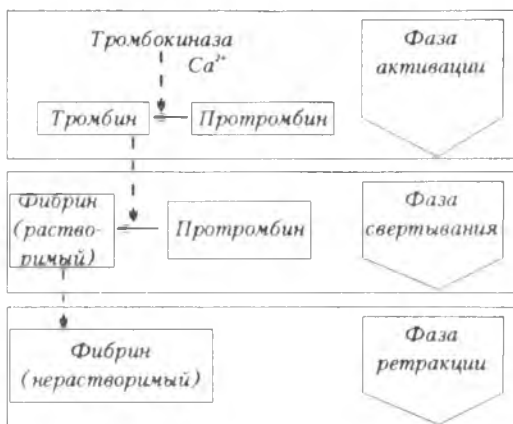 Тромбокиназа
Ca²⁺
Фаза
активации
Тромбин
Протромбин
Фибрин
(раство-
римый)
Протромбин
Фаза
свертывания
Фибрин
(нерастворимый)
Фаза
ретракции